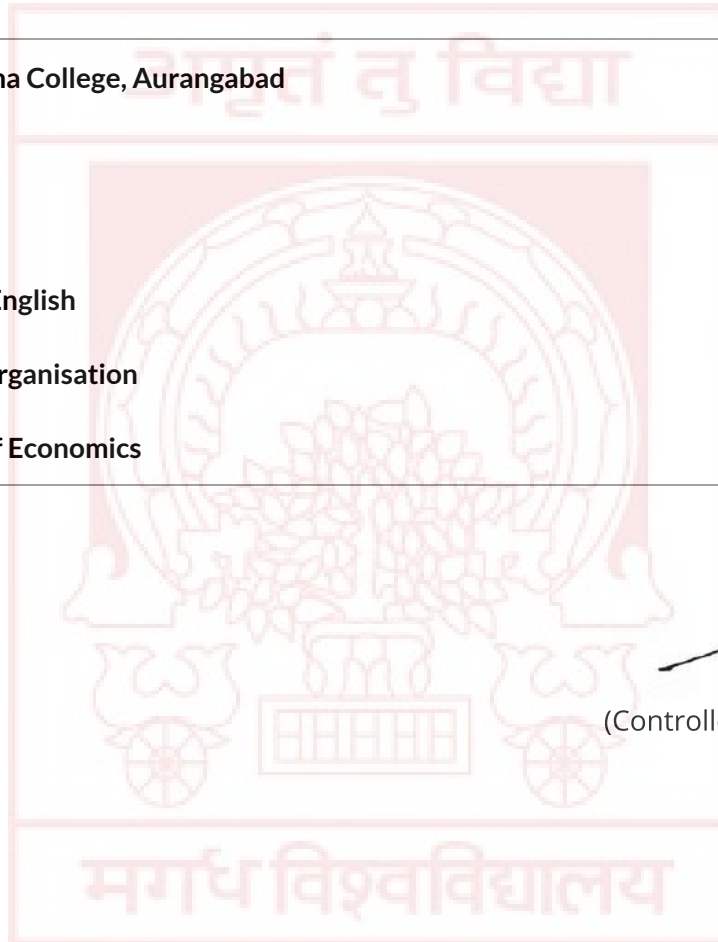 अमृतं तु विद्या
na College, Aurangabad
English
rganisation
f Economics
(Controll
मगध विश्वविद्यालय